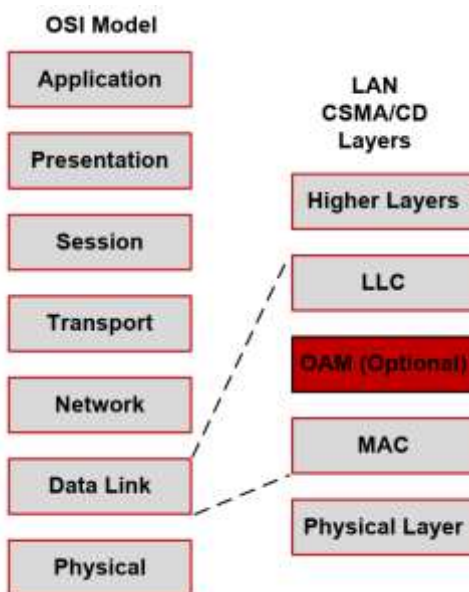 OSI Model
Application
Presentation
Session
Transport
Network
Data Link
Physical
LAN
CSMA/CD
Layers
Higher Layers
LLC
OAM (Optional)
MAC
Physical Layer